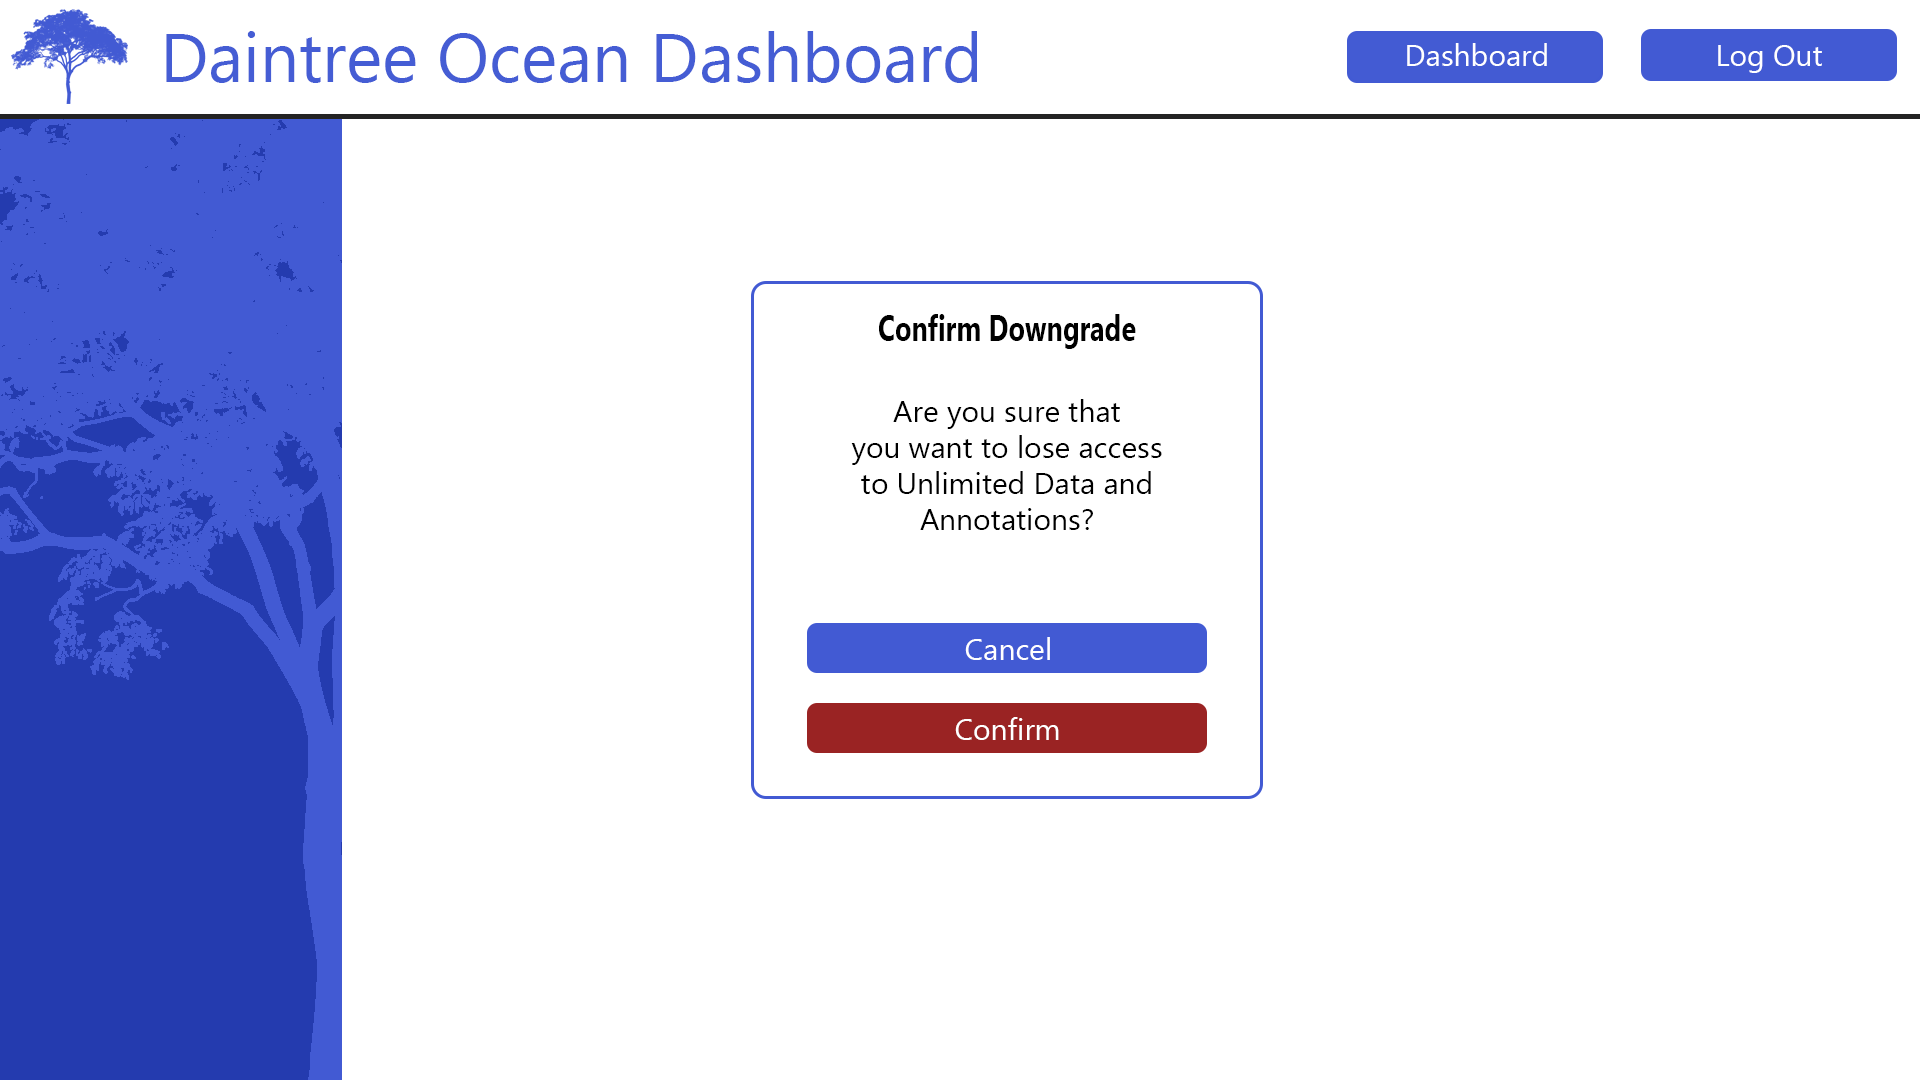 Daintree Ocean Dashboard
Dashboard
Log Out
Confirm Downgrade
Are you sure that
you want to lose access
to Unlimited Data and
Annotations?
Cancel
Confirm